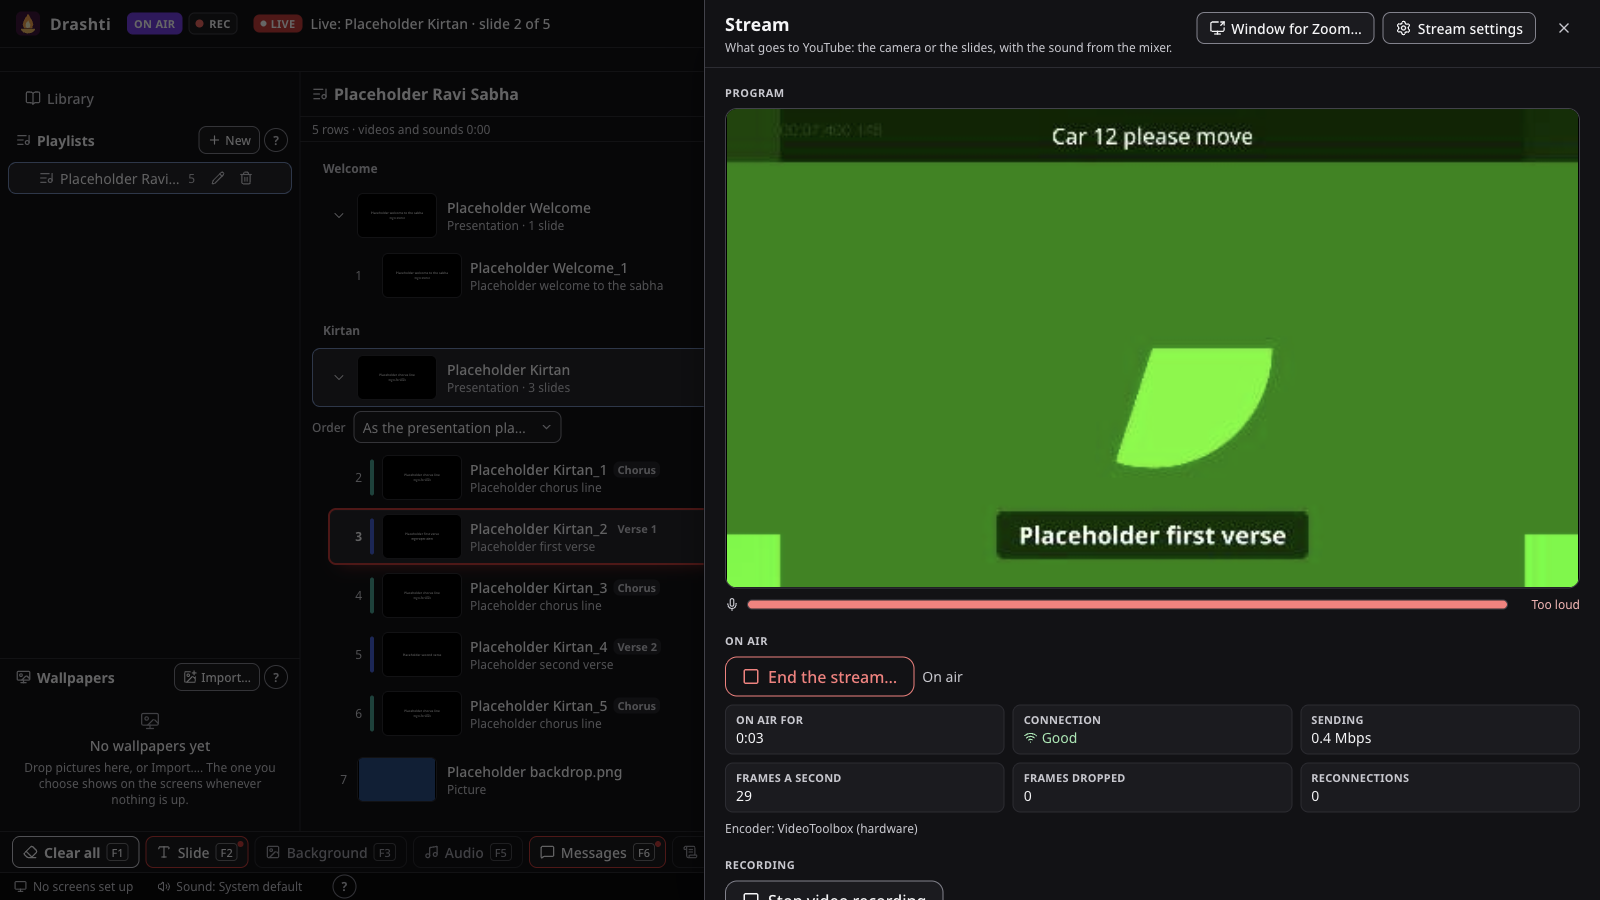 Drashti
ON AIR
REC
LIVE
Live: Placeholder Kirtan · slide 2 of 5
Library
Playlists
New
?
Placeholder Ravi...
5
Wallpapers
Import...
?
No wallpapers yet
Drop pictures here, or Import.... The one you
choose shows on the screens whenever
nothing is up.
Placeholder Ravi Sabha
5 rows · videos and sounds 0:00
Welcome
Placeholder Welcome
Presentation · 1 slide
1
Placeholder Welcome_1
Placeholder welcome to the sabha
Kirtan
Placeholder Kirtan
Presentation · 3 slides
Order
As the presentation pla...
2
Placeholder Kirtan_1
Chorus
Placeholder chorus line
3
Placeholder Kirtan_2
Verse 1
Placeholder first verse
4
Placeholder Kirtan_3
Chorus
Placeholder chorus line
5
Placeholder Kirtan_4
Verse 2
Placeholder second verse
6
Placeholder Kirtan_5
Chorus
Placeholder chorus line
7
Placeholder backdrop.png
Picture
Clear all F1
Slide F2
Background F3
Audio F5
Messages F6
No screens set up
Sound: System default
?
Stream
What goes to YouTube: the camera or the slides, with the sound from the mixer.
Window for Zoom...
Stream settings
PROGRAM
Car 12 please move
Placeholder first verse
Too loud
ON AIR
End the stream...
On air
ON AIR FOR
0:03
CONNECTION
Good
SENDING
0.4 Mbps
FRAMES A SECOND
29
FRAMES DROPPED
0
RECONNECTIONS
0
Encoder: VideoToolbox (hardware)
RECORDING
Stop video recording